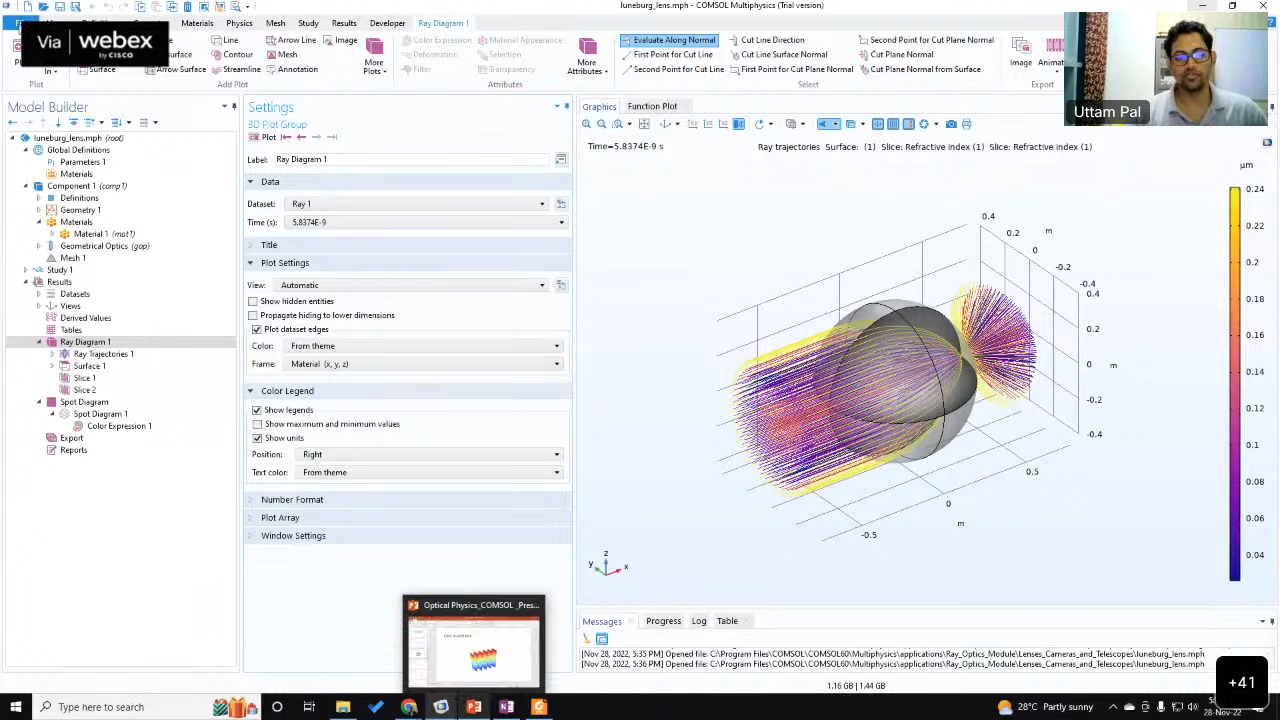 luneburg_lens.mph - COMSOL Multiphysics (Trial version)
Materials
Physics
Mesh
Study
Results
Developer
Ray Diagram 1
Via webex
by CISCO
Line
Surface
Arrow Line
Mesh
Arrow Surface
Streamline
Image
Annotation
More
Plots
Add Plot
Plot
Color Expression
Deformation
Filter
Material Appearance
Selection
Transparency
More
Attributes
Attributes
Evaluate Along Normal
First Point for Cut Line
Second Point for Cut Line
Cut Line Direction
Cut Line Surface Normal
First Point for Cut Plane Normal
Second Point for Cut Plane Normal
Cut Plane Normal
Cut Plane Normal from Surface
Select
Image
Export
Uttam Pal
Model Builder
luneburg_lens.mph (root)
Global Definitions
Parameters 1
Materials
Component 1 (comp1)
Definitions
Geometry 1
Materials
Material 1 (mat1)
Geometrical Optics (gop)
Mesh 1
Study 1
Results
Datasets
Views
Derived Values
Tables
Ray Diagram 1
Ray Trajectories 1
Surface 1
Slice 1
Slice 2
Spot Diagram
Spot Diagram 1
Color Expression 1
Export
Reports
Settings
3D Plot Group
Plot
Label: Ray Diagram 1
Data
Dataset: Ray 1
Time (s): 5.8374E-9
Title
Plot Settings
View: Automatic
Show hidden entities
Propagate hiding to lower dimensions
Plot dataset edges
Color: From theme
Frame: Material (x, y, z)
Color Legend
Show legends
Show maximum and minimum values
Show units
Position: Right
Text color: From theme
Number Format
Plot Array
Window Settings
Graphics
Function Plot
Time=5.8374E-9 s
Ray trajectories Surface: (1) Slice: Refractive index (1) Slice: Refractive index (1)
µm
0.24
0.22
0.2
0.18
0.16
0.14
0.12
0.1
0.08
0.06
0.04
0.4
0.2
m
0
-0.2
-0.4
0.4
0.2
0
m
-0.2
-0.4
0.5
0
m
-0.5
z
y
x
Optical Physics_COMSOL _Pres...
Messages
Progress
Log
Table
[Nov 28, 2022, 5:35 PM] Opened file: C:\Program Files\COMSOL\COMSOL60\Multiphysics\applications\Ray_Optics_Module\Lenses_Cameras_and_Telescopes\luneburg_lens.mph
[Nov 28, 2022, 5:36 PM] Opened file: C:\Program Files\COMSOL\COMSOL60\Multiphysics\applications\Ray_Optics_Module\Lenses_Cameras_and_Telescopes\luneburg_lens.mph
1.16 GB | 1.44 GB
+41
Type here to search
28°C Partly sunny
28-Nov-22